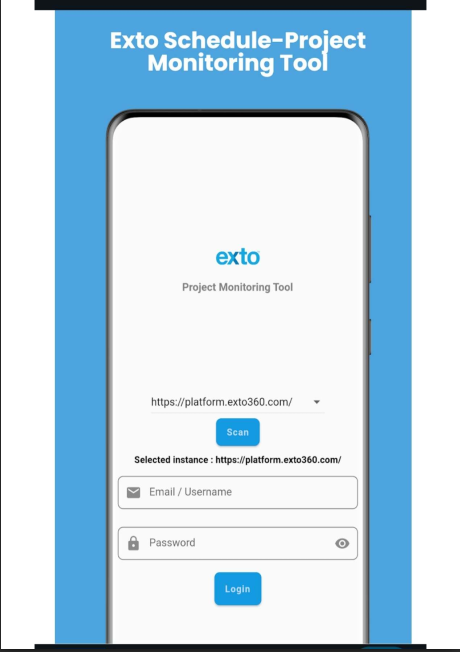 Exto Schedule-Project
Monitoring Tool
exto
Project Monitoring Tool
https://platform.exto360.com/
Scan
Selected instance : https://platform.exto360.com/
Email / Username
Password
Login